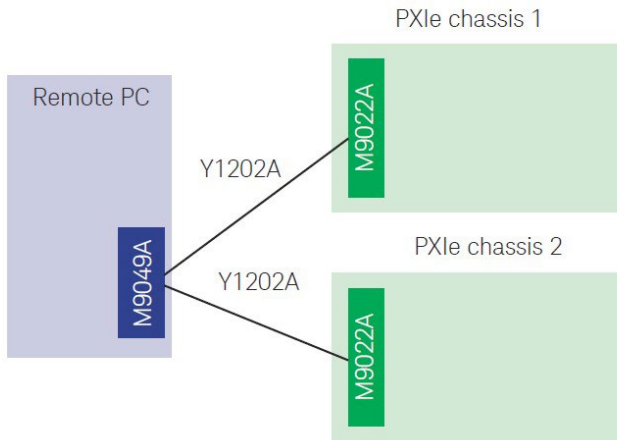 PXIe chassis 1
Remote PC
M9022A
Y1202A
PXIe chassis 2
M9049A
Y1202A
M9022A